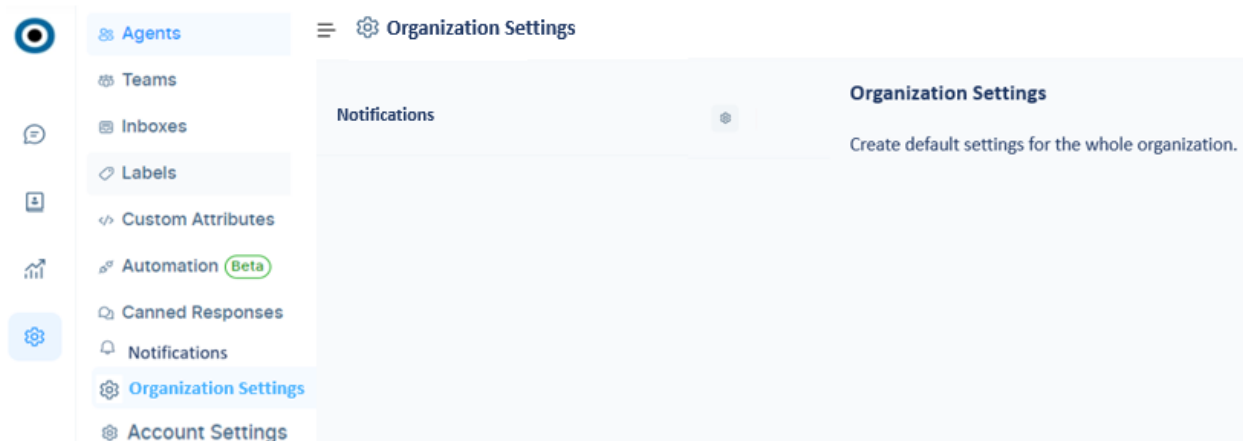 Agents
Teams
Inboxes
Labels
Custom Attributes
Automation Beta
Canned Responses
Notifications
Organization Settings
Account Settings
Organization Settings
Notifications
Organization Settings
Create default settings for the whole organization.